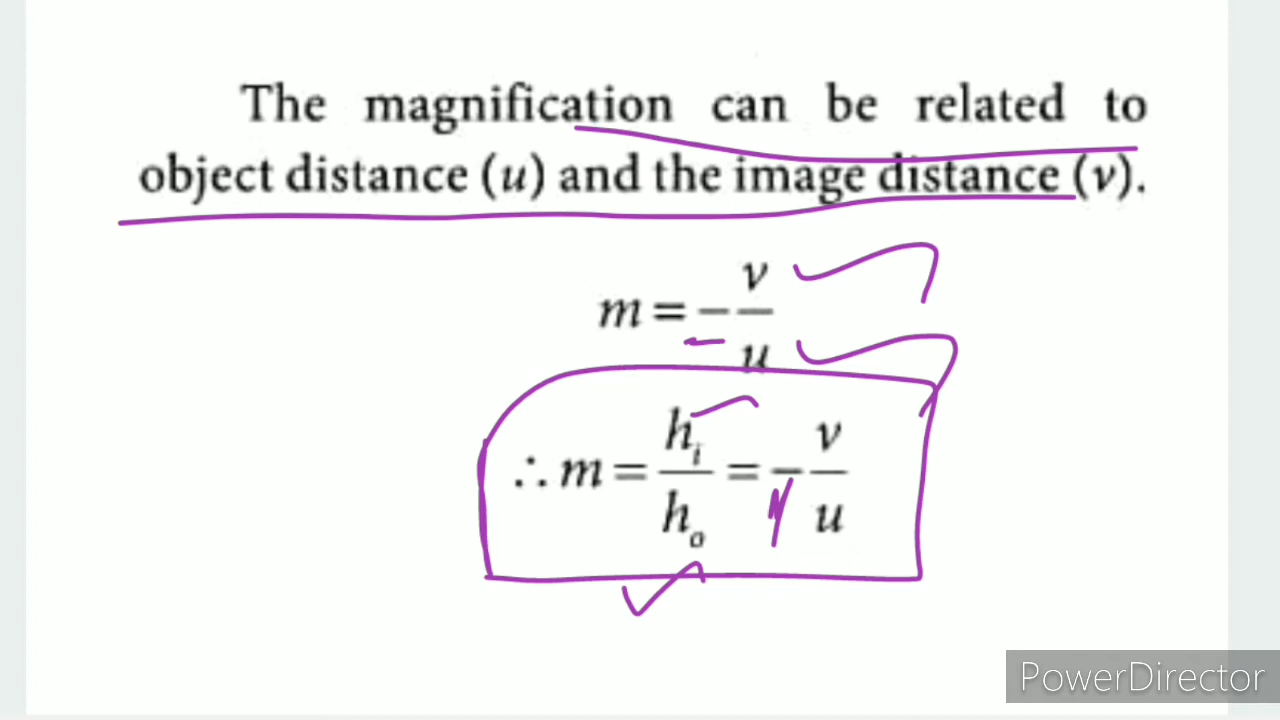 The magnification can be related to
object distance (u) and the image distance (v).
m = - v/u
∴ m = hᵢ/hₒ = - v/u
PowerDirector